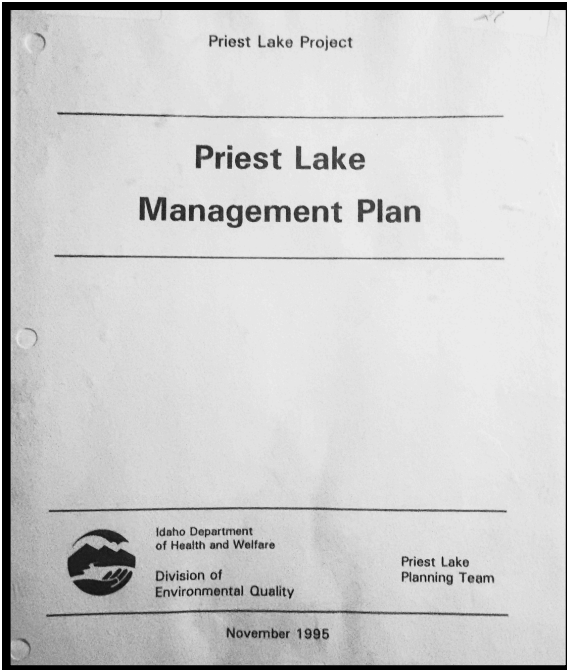 Priest Lake Project
Priest Lake
Management Plan
Idaho Department
of Health and Welfare
Division of
Environmental Quality
Priest Lake
Planning Team
November 1995